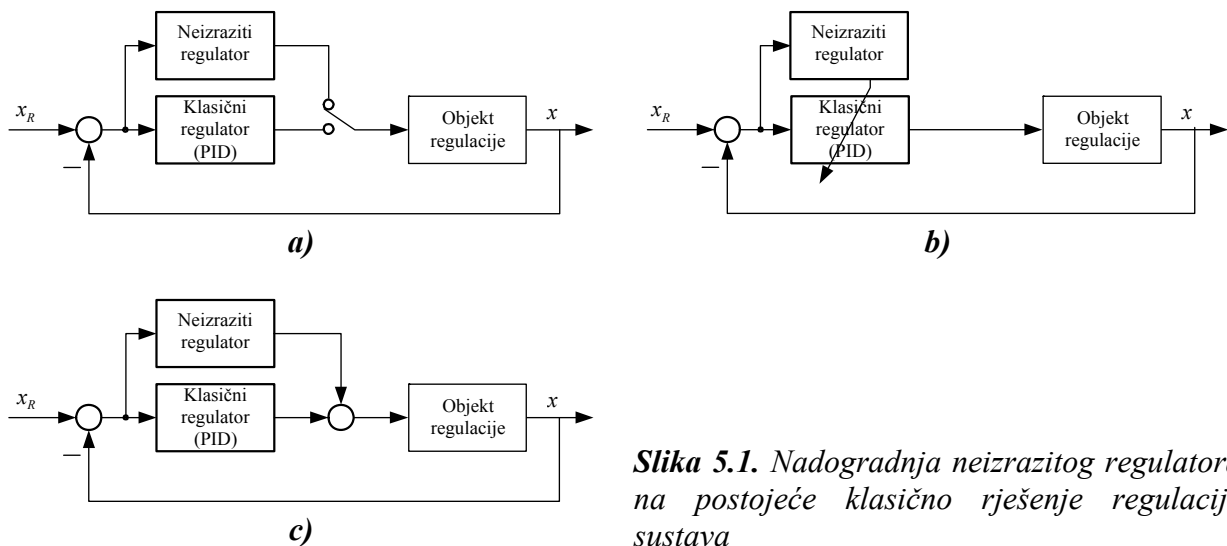 Neizraziti
regulator
x_R
Klasični
regulator
(PID)
Objekt
regulacije
x
—
a)
Neizraziti
regulator
x_R
Klasični
regulator
(PID)
Objekt
regulacije
x
—
b)
Neizraziti
regulator
x_R
Klasični
regulator
(PID)
Objekt
regulacije
x
—
c)
Slika 5.1. Nadogradnja neizrazitog regulatora
na postojeće klasično rješenje regulacij
sustava